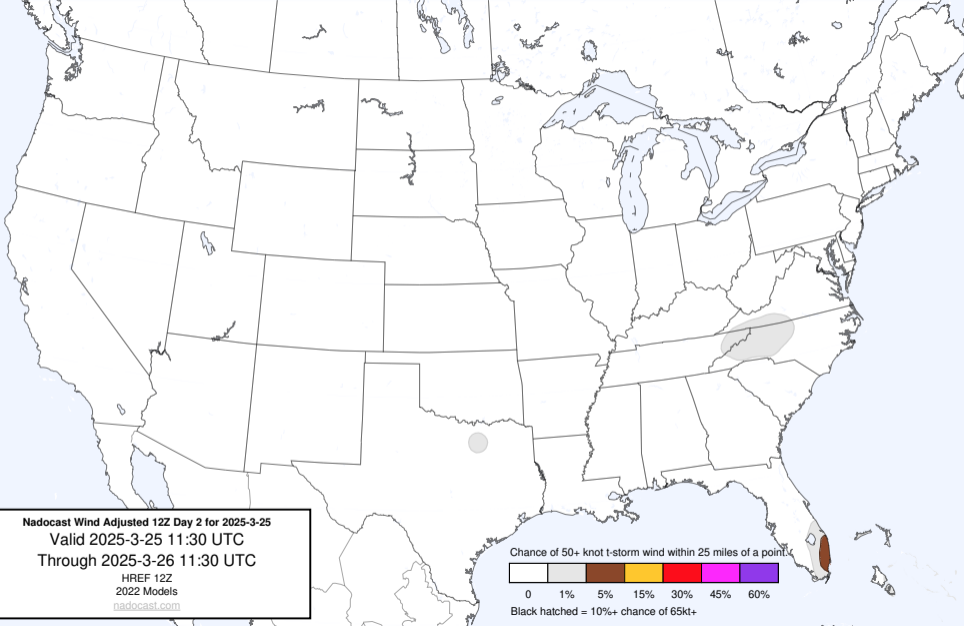 Nadocast Wind Adjusted 12Z Day 2 for 2025-3-25
Valid 2025-3-25 11:30 UTC
Through 2025-3-26 11:30 UTC
HREF 12Z
2022 Models
nadocast.com
Chance of 50+ knot t-storm wind within 25 miles of a point.
0 1% 5% 15% 30% 45% 60%
Black hatched = 10%+ chance of 65kt+